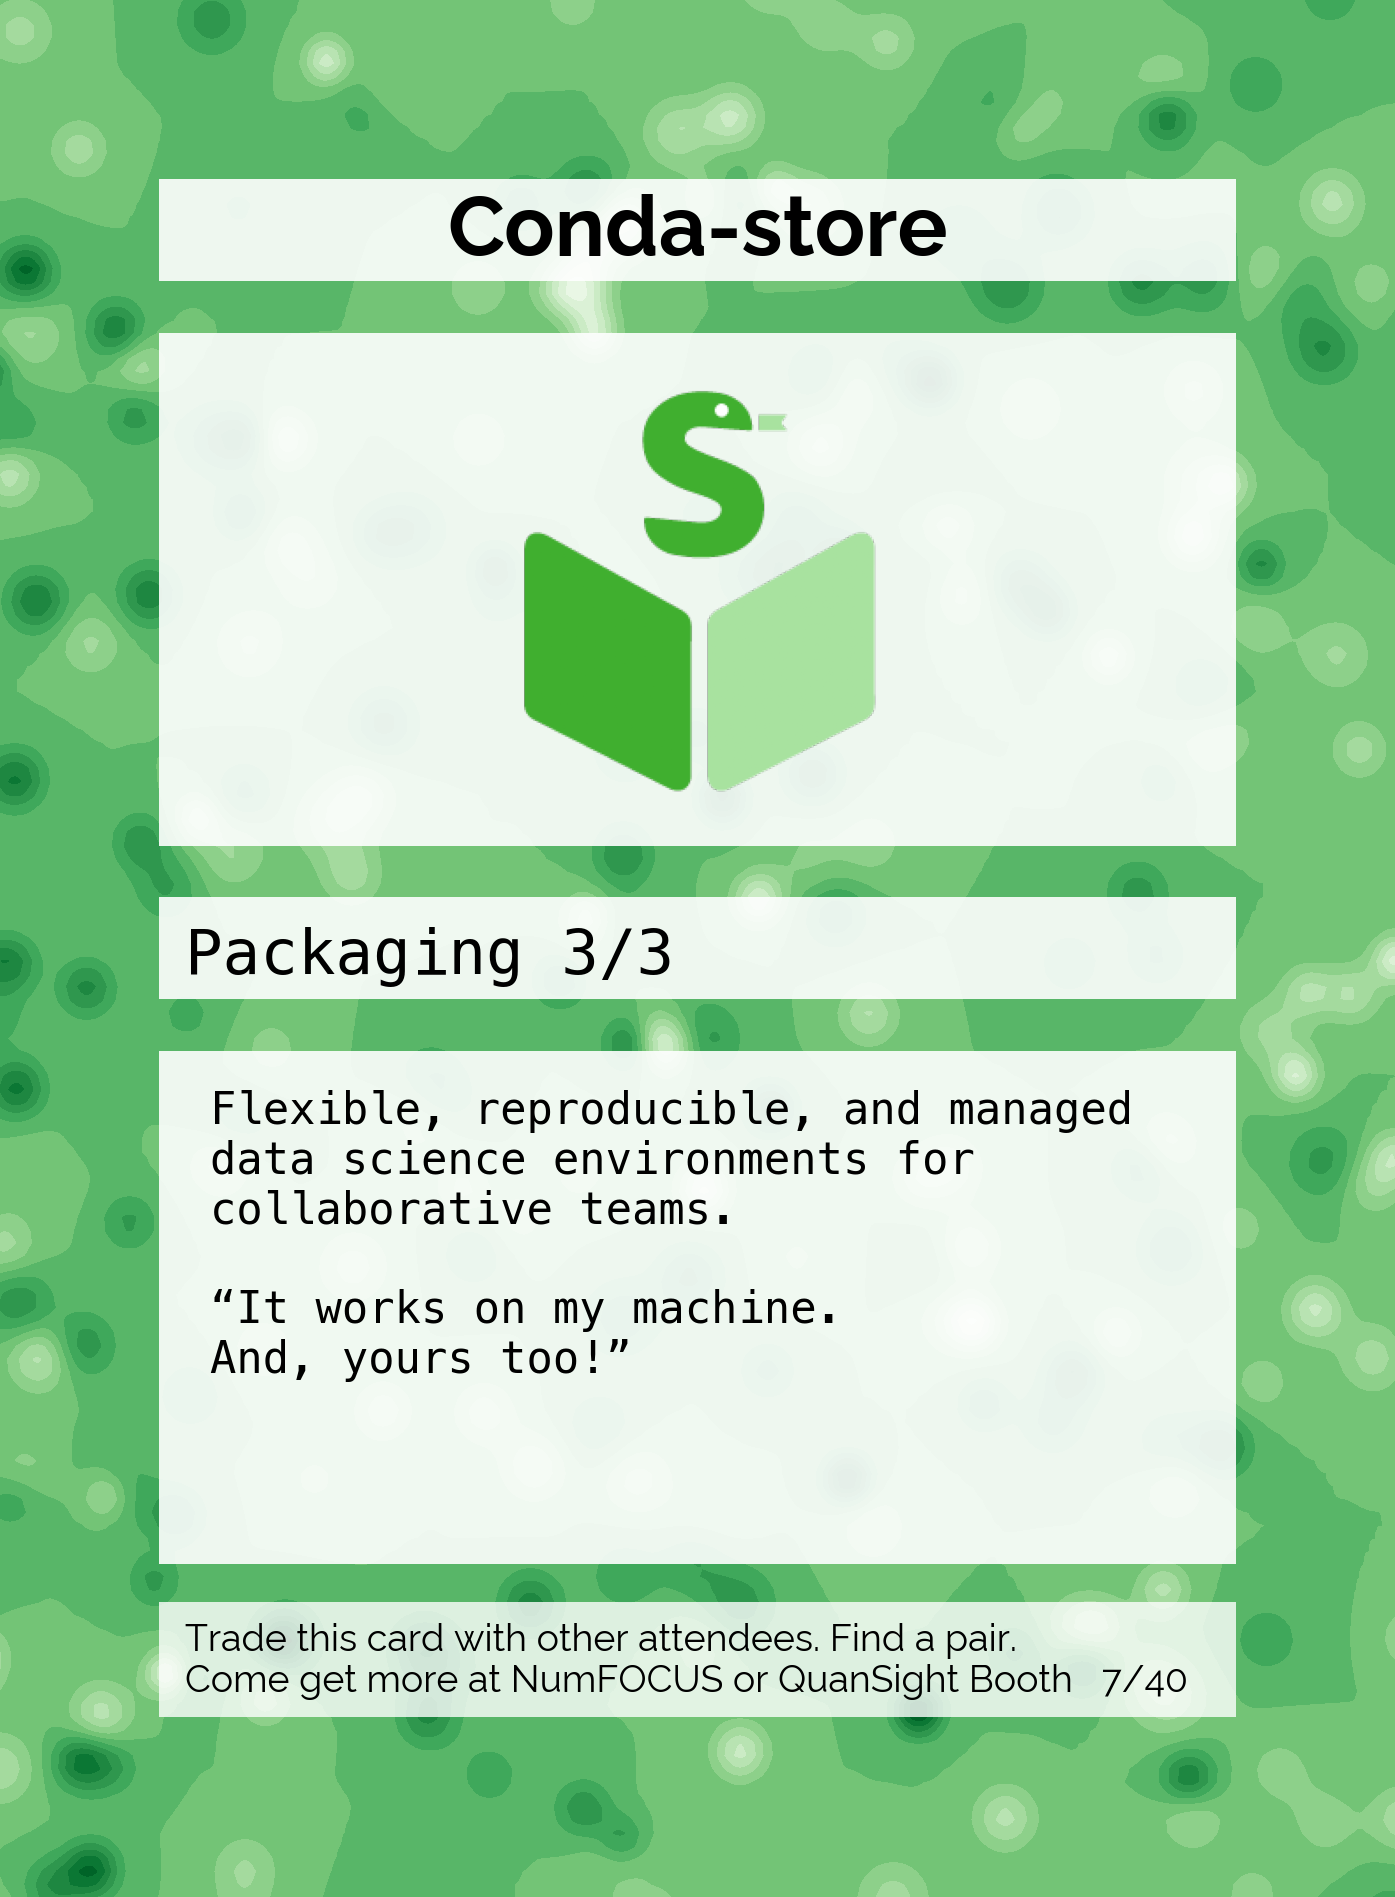 Conda-store
Packaging 3/3
Flexible, reproducible, and managed
data science environments for
collaborative teams.
“It works on my machine.
And, yours too!”
Trade this card with other attendees. Find a pair.
Come get more at NumFOCUS or QuanSight Booth 7/40